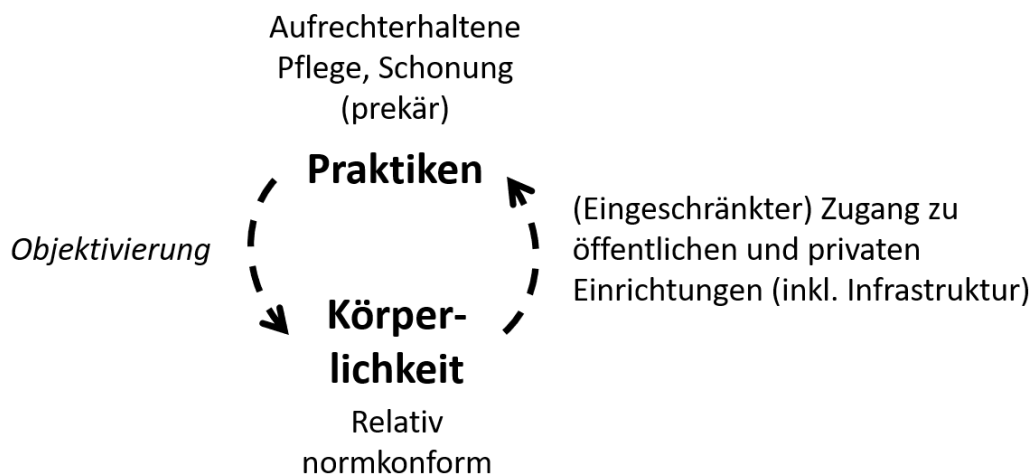 Aufrechterhaltene
Pflege, Schonung
(prekär)
Praktiken
Objektivierung
(Eingeschränkter) Zugang zu
öffentlichen und privaten
Einrichtungen (inkl. Infrastruktur)
Körper-
lichkeit
Relativ
normkonform